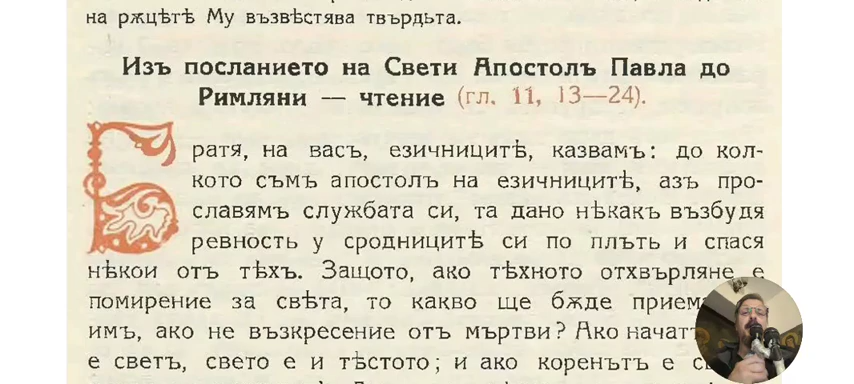 на рѫцѣтѣ Му възвѣстява твърдьта.
Изъ посланието на Свети Апостолъ Павла до
Римляни — чтение (гл. 11, 13—24).
Братя, на васъ, езичницитѣ, казвамъ: до кол-
кото съмъ апостолъ на езичницитѣ, азъ про-
славямъ службата си, та дано нѣкакъ възбудя
ревность у сродницитѣ си по плъть и спася
нѣкои отъ тѣхъ. Защото, ако тѣхното отхвърляне е
помирение за свѣта, то какво ще бѫде
имъ, ако не възкресение отъ мъртви? Ако
е светъ, свето е и тѣстото; и ако коренътъ е